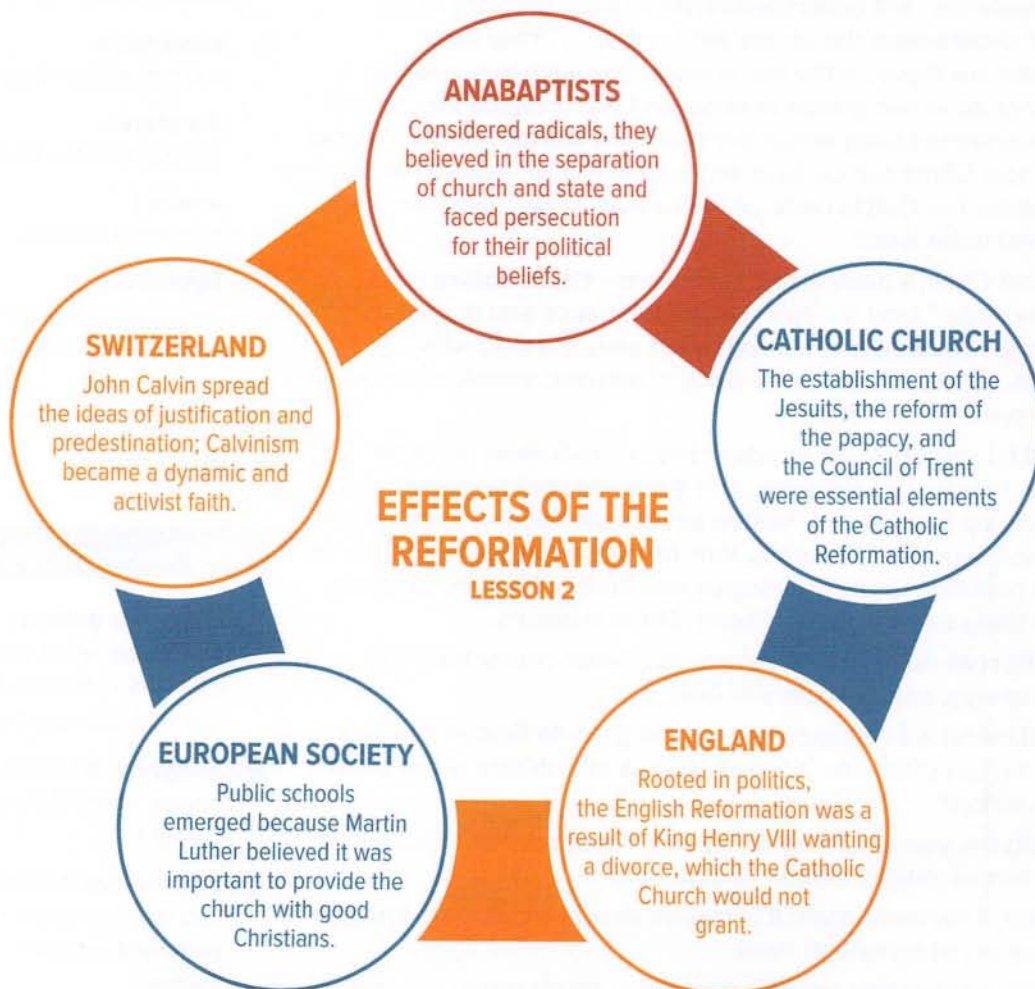 ANABAPTISTS
Considered radicals, they
believed in the separation
of church and state and
faced persecution
for their political
beliefs.
CATHOLIC CHURCH
The establishment of the
Jesuits, the reform of
the papacy, and
the Council of Trent
were essential elements
of the Catholic
Reformation.
ENGLAND
Rooted in politics,
the English Reformation was a
result of King Henry VIII wanting
a divorce, which the Catholic
Church would not
grant.
EUROPEAN SOCIETY
Public schools
emerged because Martin
Luther believed it was
important to provide the
church with good
Christians.
SWITZERLAND
John Calvin spread
the ideas of justification and
predestination; Calvinism
became a dynamic and
activist faith.
EFFECTS OF THE
REFORMATION
LESSON 2